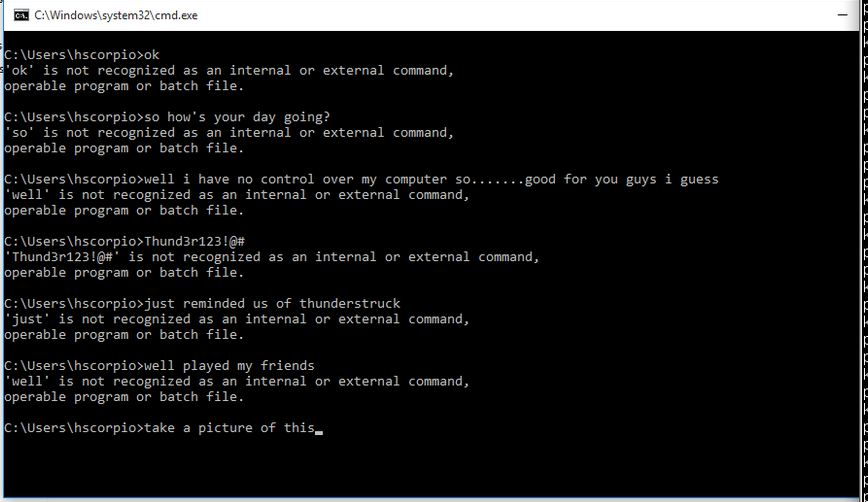 C:\Windows\system32\cmd.exe
C:\Users\hscorpio>ok
'ok' is not recognized as an internal or external command,
operable program or batch file.
C:\Users\hscorpio>so how's your day going?
'so' is not recognized as an internal or external command,
operable program or batch file.
C:\Users\hscorpio>well i have no control over my computer so.......good for you guys i guess
'well' is not recognized as an internal or external command,
operable program or batch file.
C:\Users\hscorpio>Thund3r123!@#
'Thund3r123!@#' is not recognized as an internal or external command,
operable program or batch file.
C:\Users\hscorpio>just reminded us of thunderstruck
'just' is not recognized as an internal or external command,
operable program or batch file.
C:\Users\hscorpio>well played my friends
'well' is not recognized as an internal or external command,
operable program or batch file.
C:\Users\hscorpio>take a picture of this